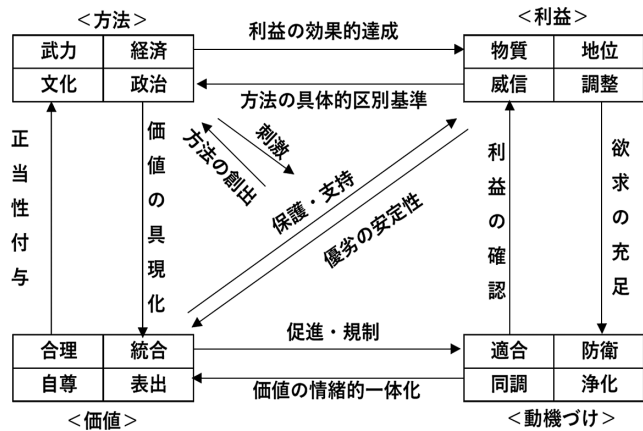 ＜方法＞
＜利益＞
武力
経済
文化
政治
利益の効果的達成
物質
地位
威信
調整
方法の具体的区別基準
正当性付与
価値の具現化
方法の創出
刺激
保護・支持
優劣の安定性
利益の確認
欲求の充足
合理
統合
自尊
表出
促進・規制
適合
防衛
同調
浄化
価値の情緒的一体化
＜価値＞
＜動機づけ＞